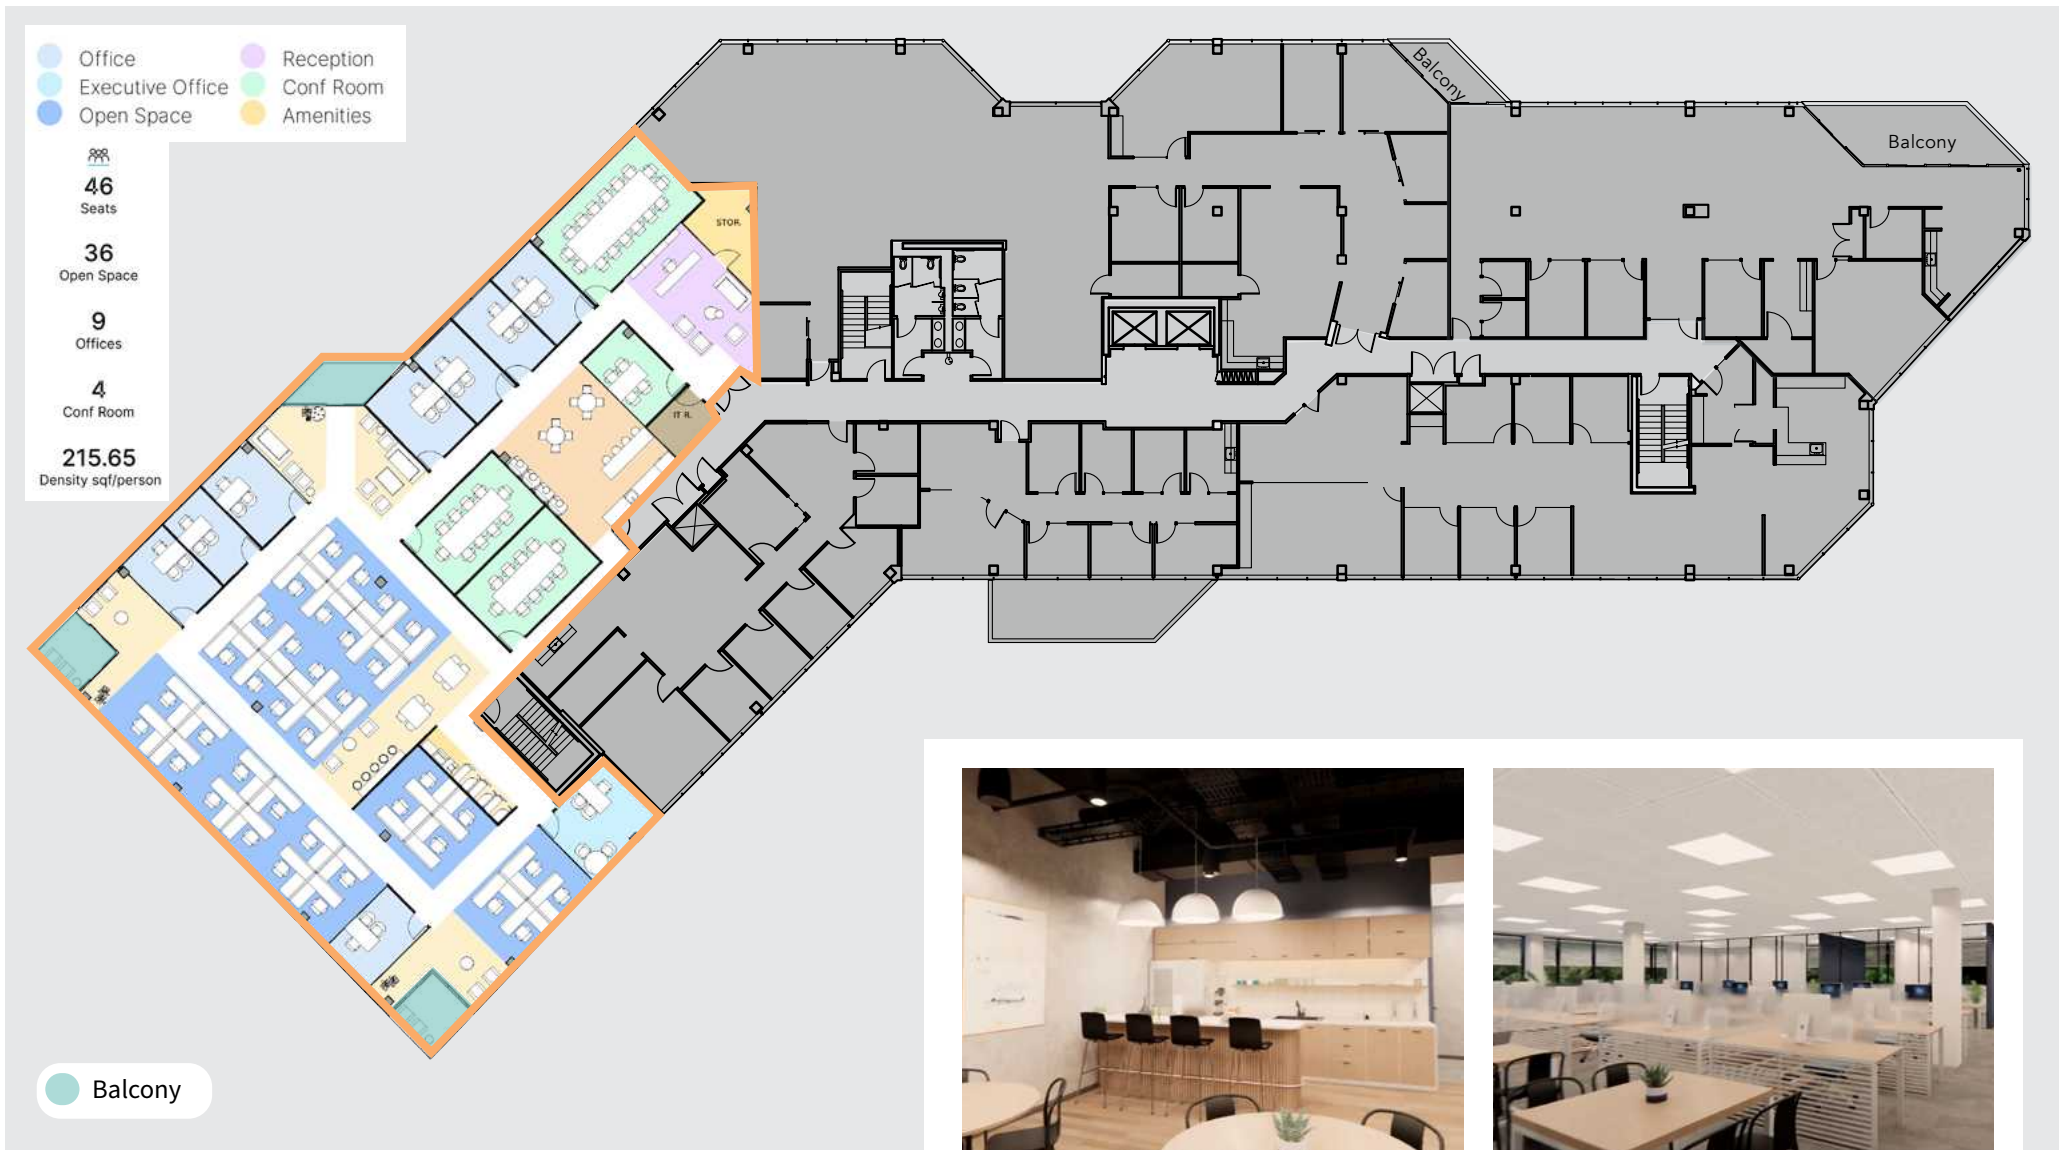 Office
Executive Office
Open Space
Reception
Conf Room
Amenities
46
Seats
36
Open Space
9
Offices
4
Conf Room
215.65
Density sqf/person
Balcony
Balcony
STOR.
IT R.
Balcony